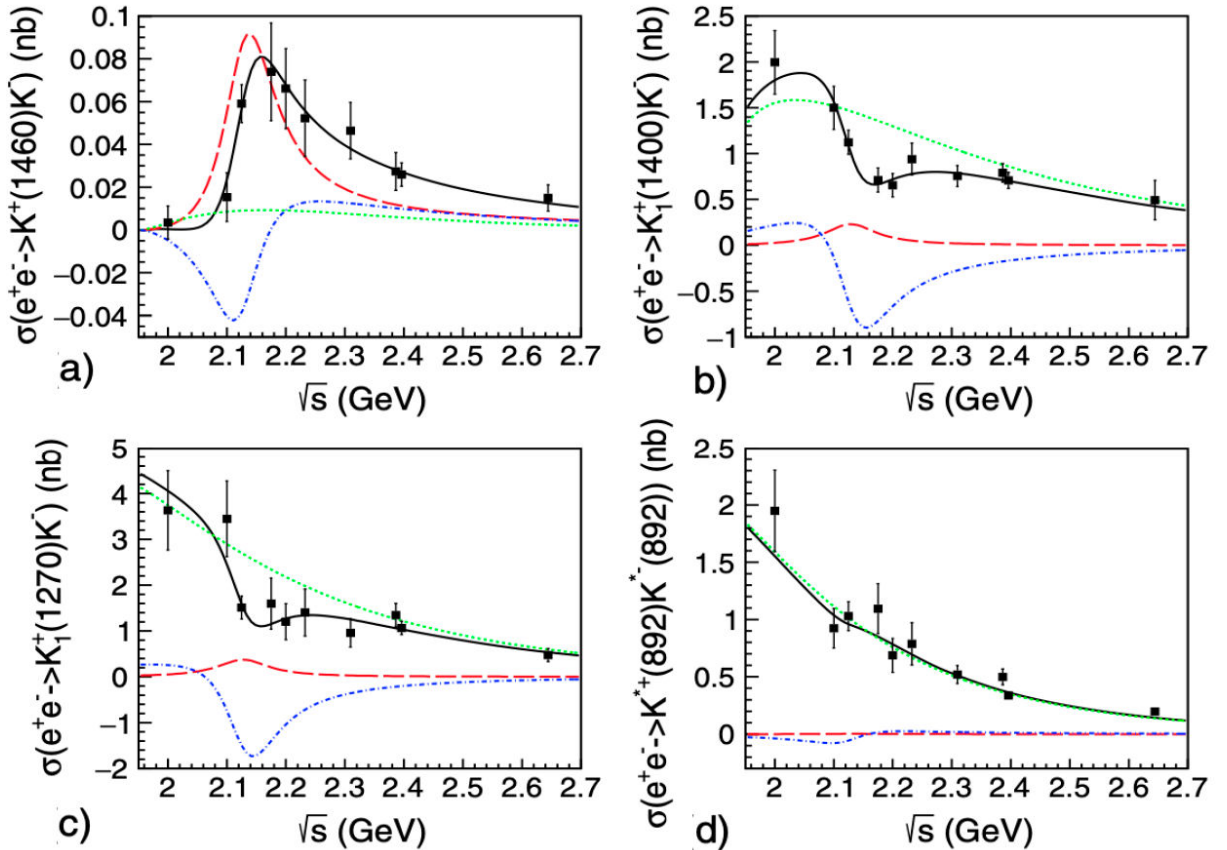 σ(e⁺e⁻->K⁺(1460)K⁻) (nb)
0.1
0.08
0.06
0.04
0.02
0
−0.02
−0.04
2 2.1 2.2 2.3 2.4 2.5 2.6 2.7
a)
√s (GeV)
σ(e⁺e⁻->K₁⁺(1400)K⁻) (nb)
2.5
2
1.5
1
0.5
0
−0.5
−1
2 2.1 2.2 2.3 2.4 2.5 2.6 2.7
b)
√s (GeV)
σ(e⁺e⁻->K₁⁺(1270)K⁻) (nb)
5
4
3
2
1
0
−1
−2
2 2.1 2.2 2.3 2.4 2.5 2.6 2.7
c)
√s (GeV)
σ(e⁺e⁻->K*⁺(892)K*⁻(892)) (nb)
2.5
2
1.5
1
0.5
0
2 2.1 2.2 2.3 2.4 2.5 2.6 2.7
d)
√s (GeV)